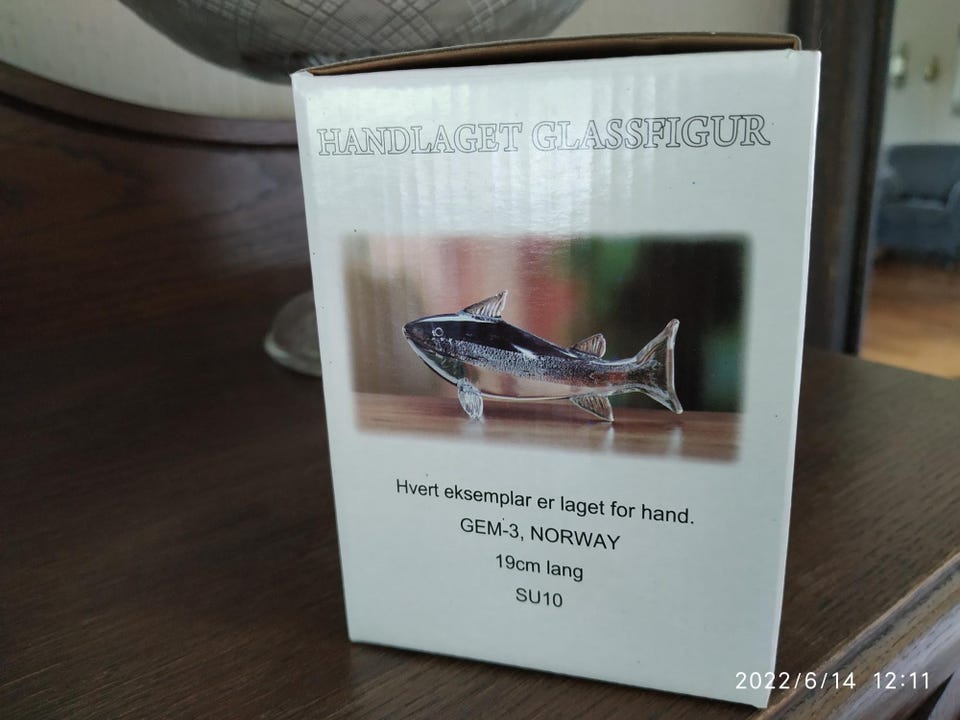 HANDLAGET GLASSFIGUR
Hvert eksemplar er laget for hand.
GEM-3, NORWAY
19cm lang
SU10
2022/6/14 12:11